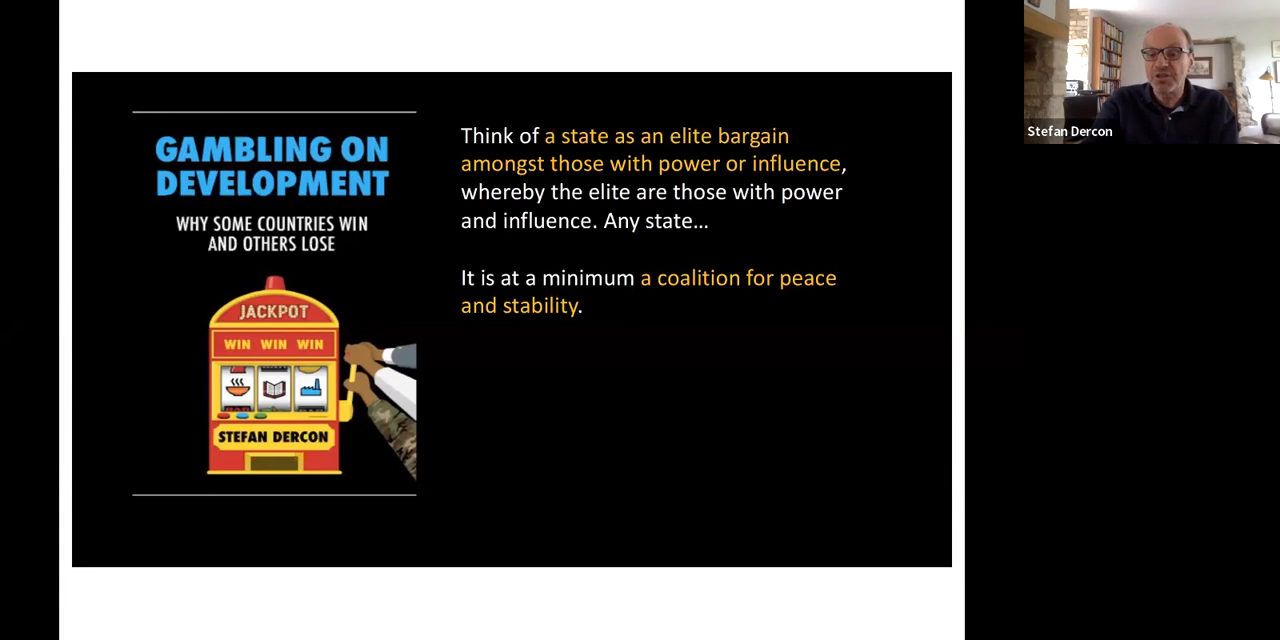 GAMBLING ON
DEVELOPMENT
WHY SOME COUNTRIES WIN
AND OTHERS LOSE
JACKPOT
WIN WIN WIN
STEFAN DERCON
Think of a state as an elite bargain
amongst those with power or influence,
whereby the elite are those with power
and influence. Any state…
It is at a minimum a coalition for peace
and stability.
Stefan Dercon